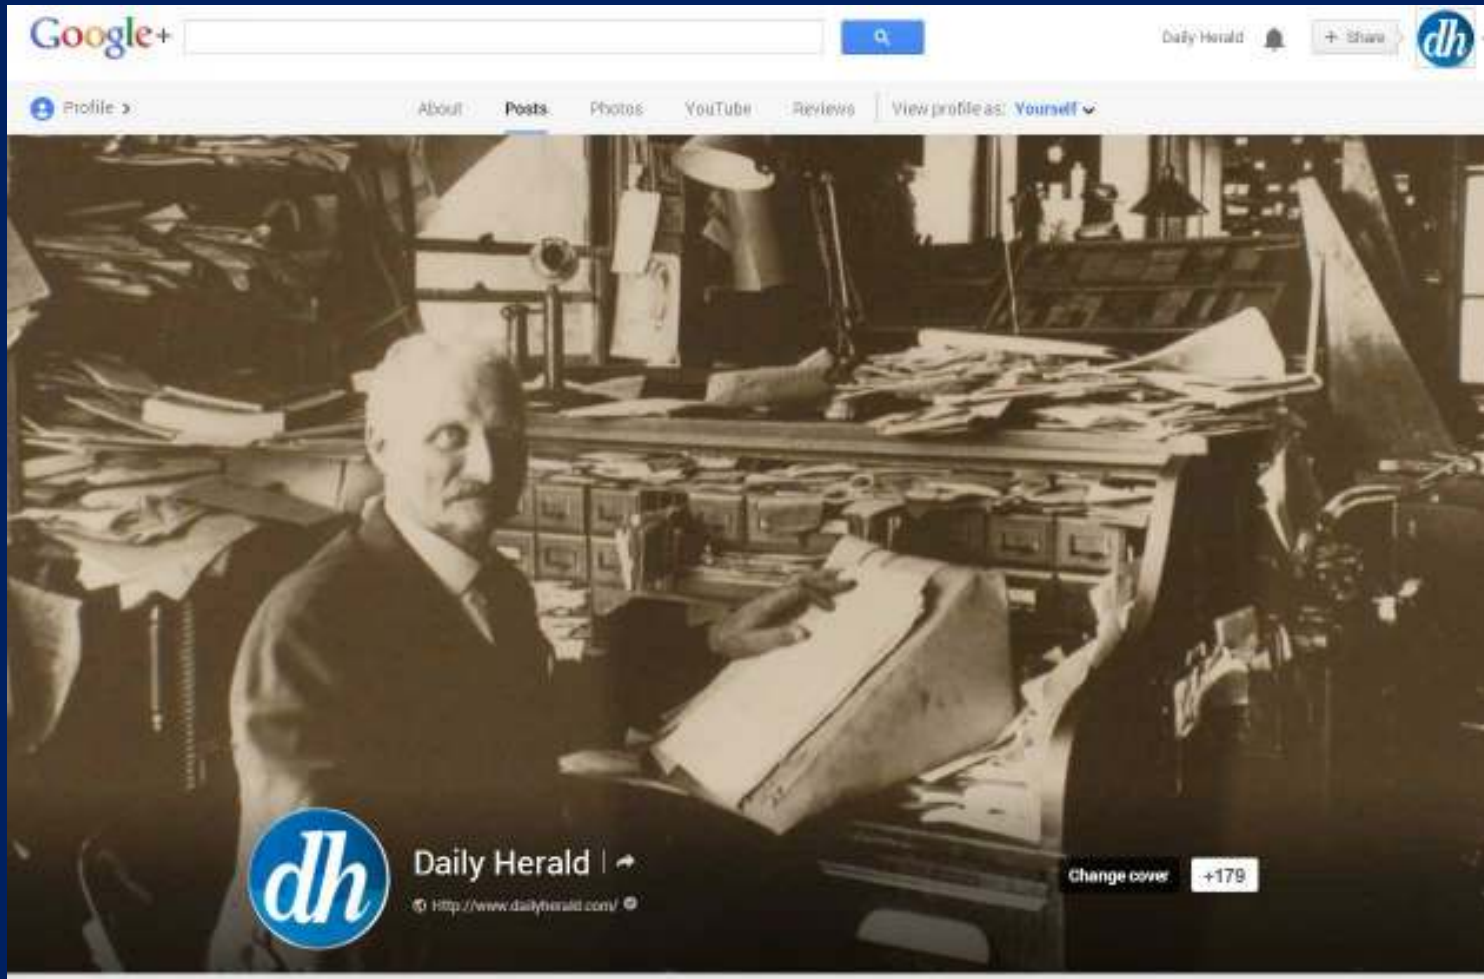 Google+
Daily Herald
+ Share
dh
Profile >
About Posts Photos YouTube Reviews View profile as: Yourself
dh
Daily Herald
Http://www.dailyherald.com/
Change cover
+179